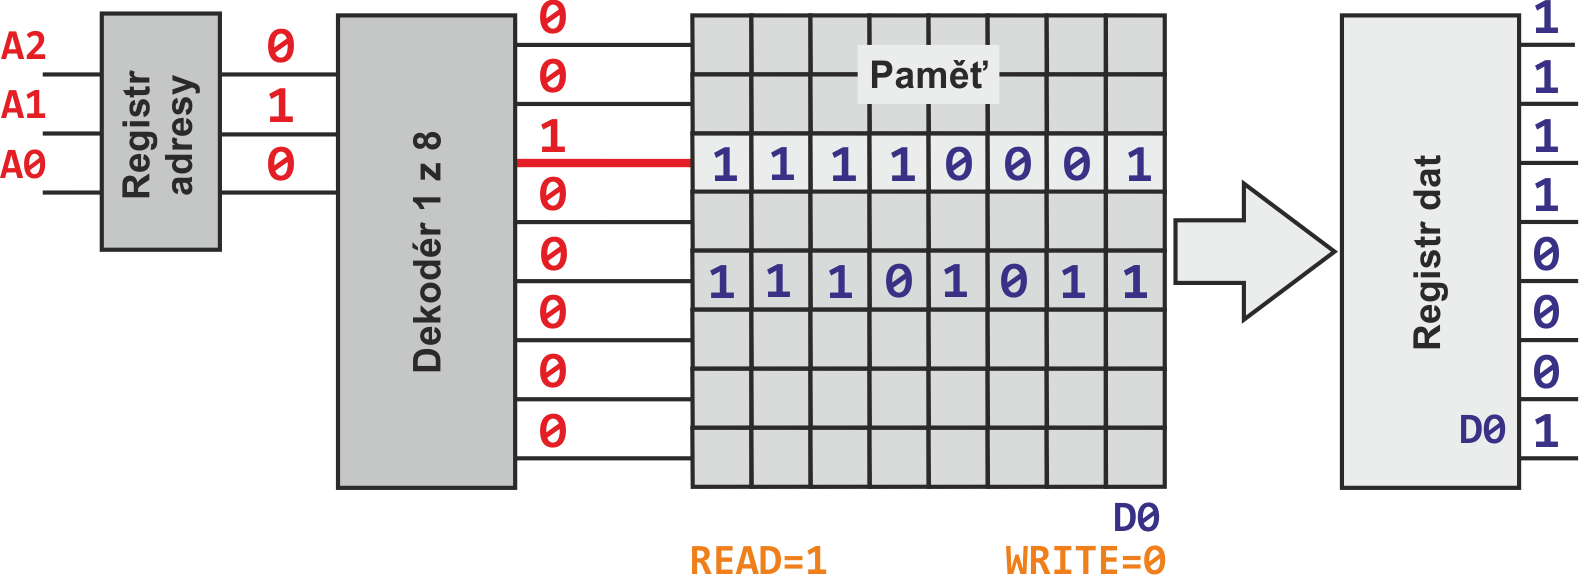 A2
A1
A0
Registr adresy
0
1
0
Dekodér 1 z 8
0
0
1
0
0
0
0
0
Paměť
1 1 1 1 0 0 0 1
1 1 1 0 1 0 1 1
D0
READ=1
WRITE=0
Registr dat
D0
1
1
1
1
0
0
0
1